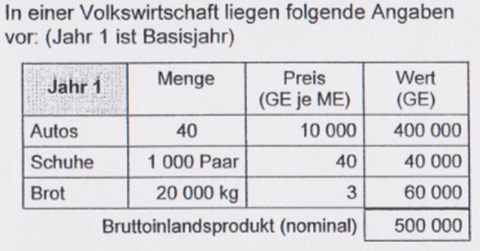 In einer Volkswirtschaft liegen folgende Angaben
vor: (Jahr 1 ist Basisjahr)
Jahr 1 Menge Preis (GE je ME) Wert (GE)
Autos 40 10 000 400 000
Schuhe 1 000 Paar 40 40 000
Brot 20 000 kg 3 60 000
Bruttoinlandsprodukt (nominal) 500 000